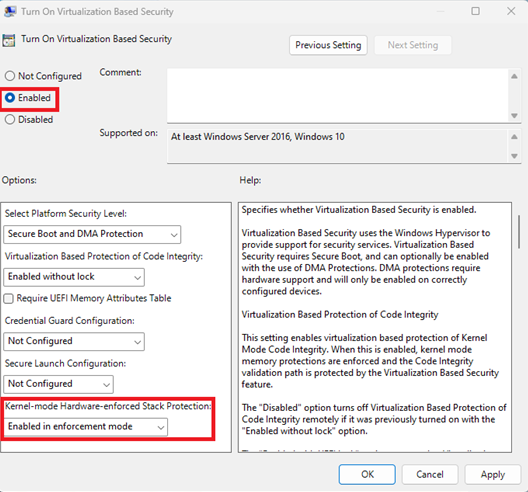 Turn On Virtualization Based Security
Turn On Virtualization Based Security
Previous Setting
Next Setting
Not Configured
Comment:
Enabled
Disabled
Supported on:
At least Windows Server 2016, Windows 10
Options:
Help:
Select Platform Security Level:
Secure Boot and DMA Protection
Virtualization Based Protection of Code Integrity:
Enabled without lock
Require UEFI Memory Attributes Table
Credential Guard Configuration:
Not Configured
Secure Launch Configuration:
Not Configured
Kernel-mode Hardware-enforced Stack Protection:
Enabled in enforcement mode
Specifies whether Virtualization Based Security is enabled.
Virtualization Based Security uses the Windows Hypervisor to
provide support for security services. Virtualization Based
Security requires Secure Boot, and can optionally be enabled
with the use of DMA Protections. DMA protections require
hardware support and will only be enabled on correctly
configured devices.
Virtualization Based Protection of Code Integrity
This setting enables virtualization based protection of Kernel
Mode Code Integrity. When this is enabled, kernel mode
memory protections are enforced and the Code Integrity
validation path is protected by the Virtualization Based Security
feature.
The "Disabled" option turns off Virtualization Based Protection of
Code Integrity remotely if it was previously turned on with the
"Enabled without lock" option.
OK
Cancel
Apply